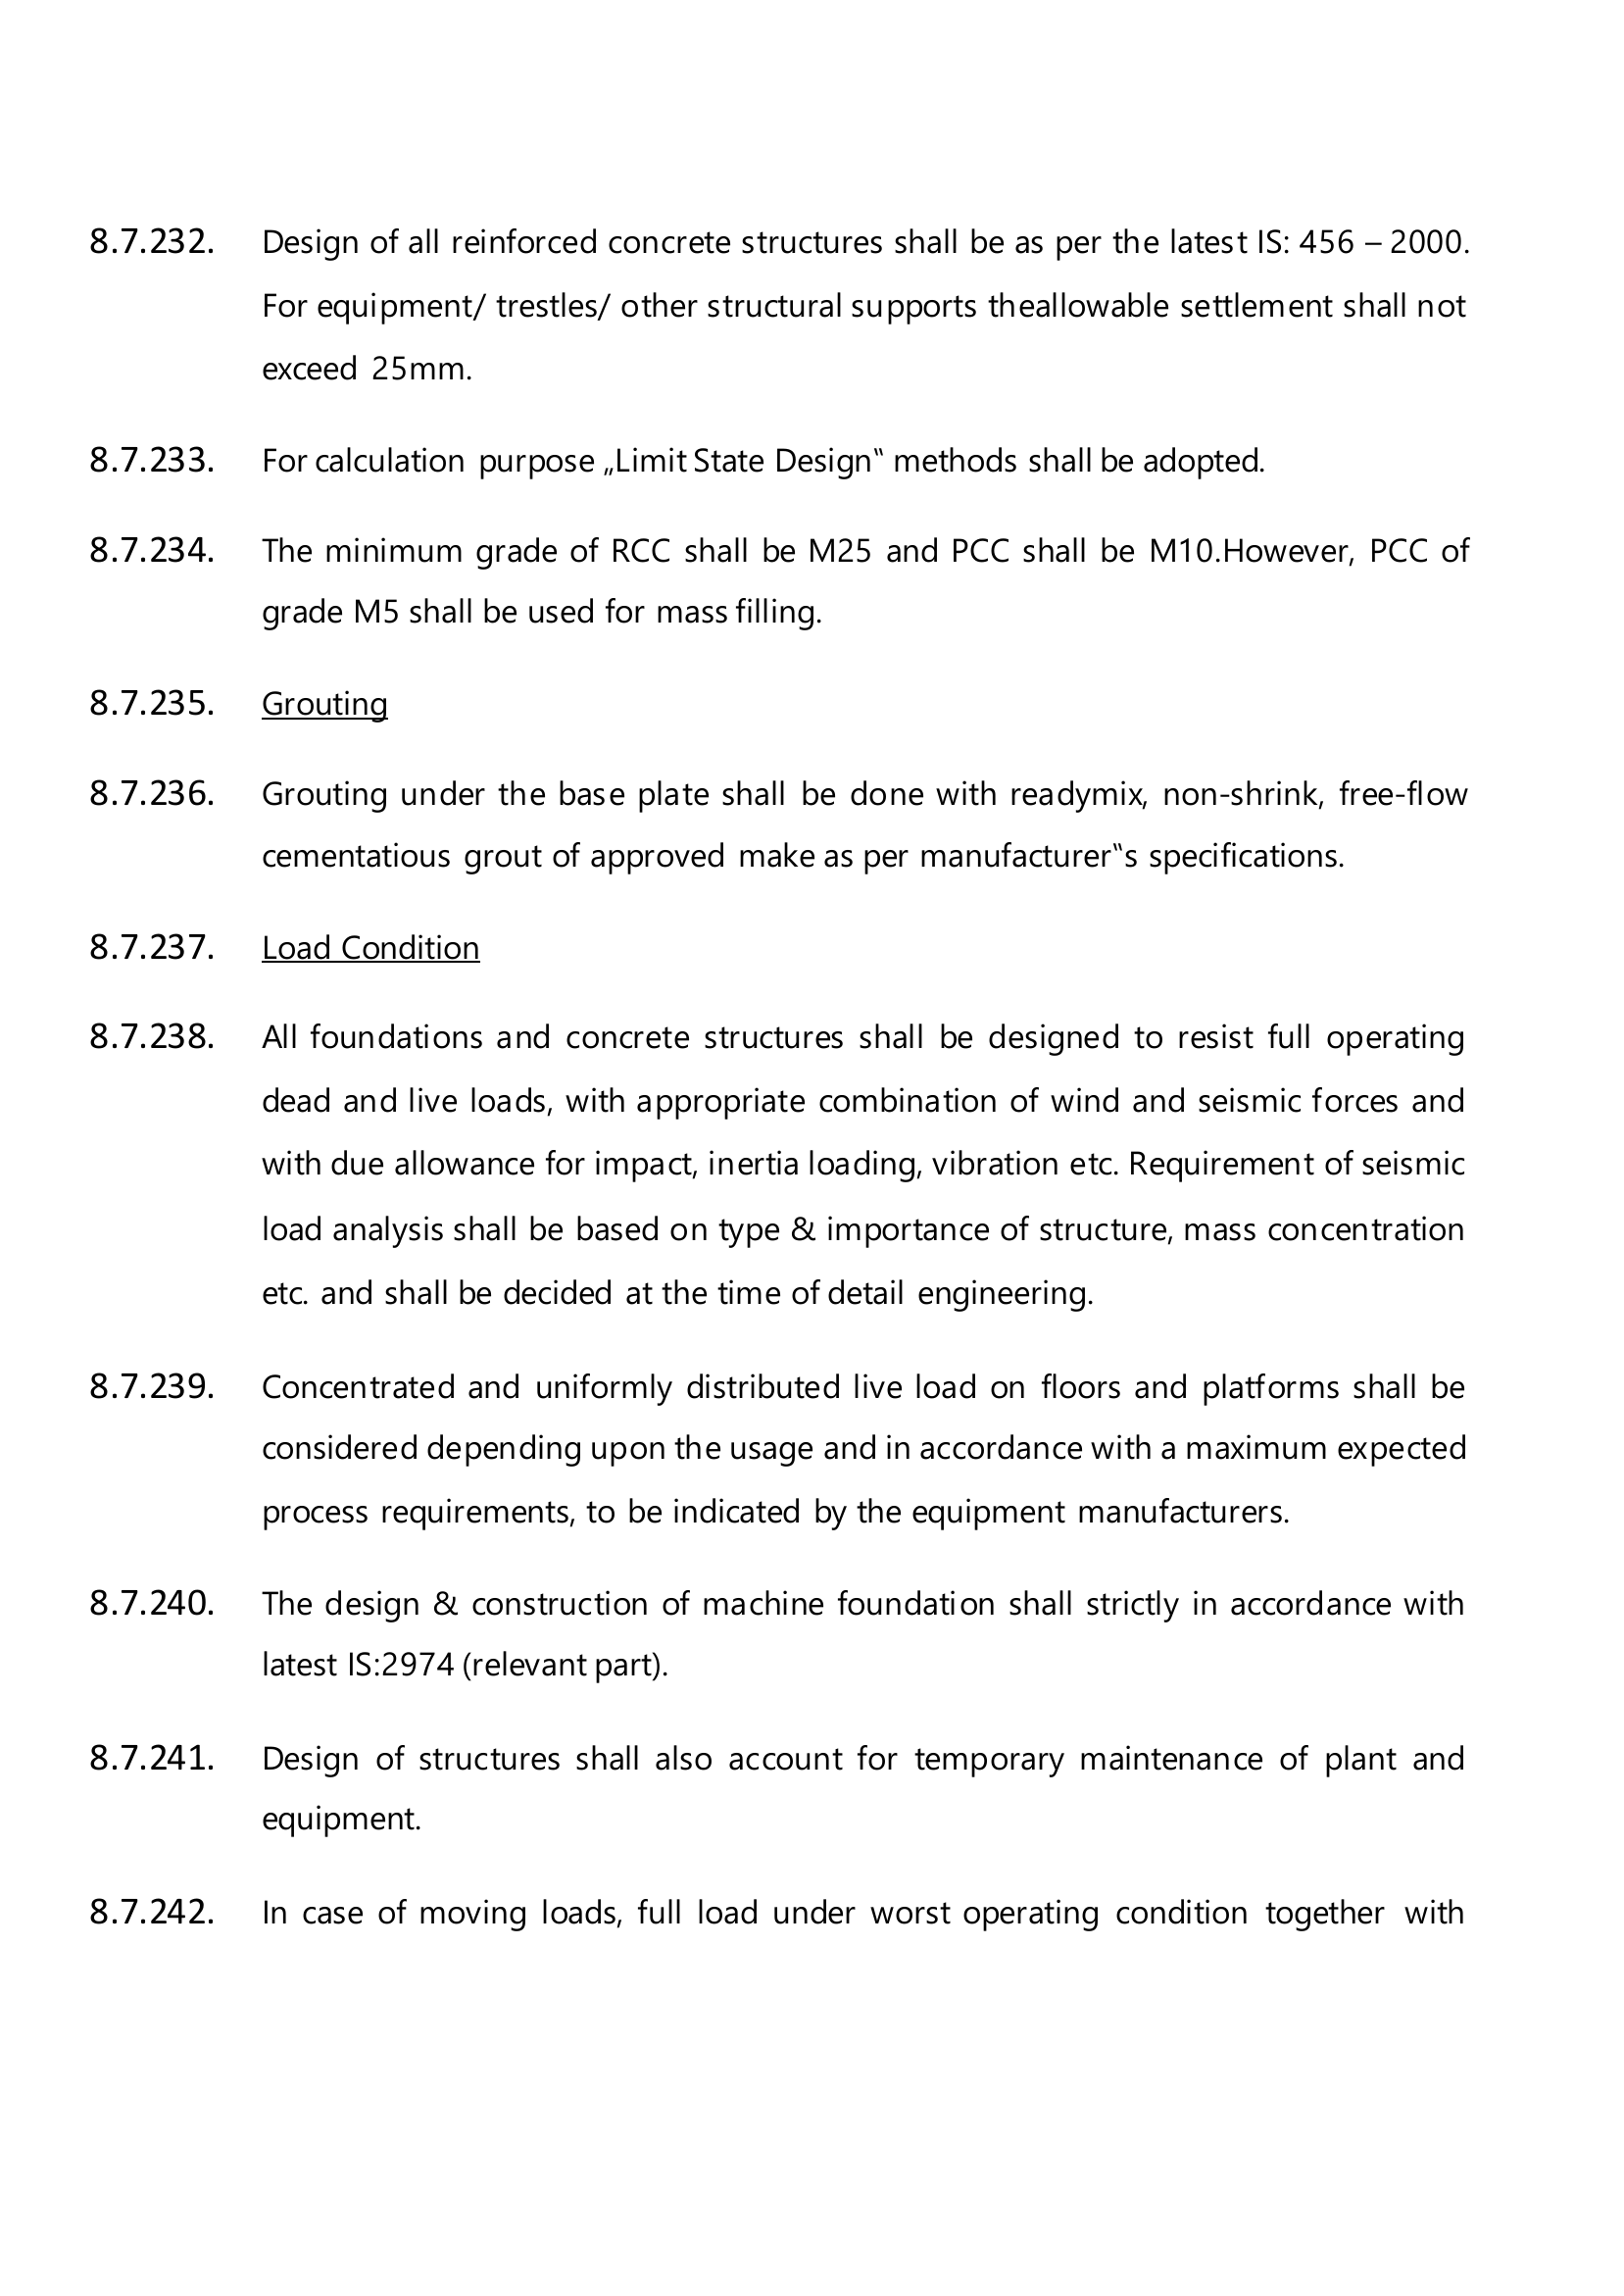 8.7.232. Design of all reinforced concrete structures shall be as per the latest IS: 456 – 2000.
For equipment/ trestles/ other structural supports theallowable settlement shall not
exceed 25mm.
8.7.233. For calculation purpose „Limit State Design‟ methods shall be adopted.
8.7.234. The minimum grade of RCC shall be M25 and PCC shall be M10.However, PCC of
grade M5 shall be used for mass filling.
8.7.235. Grouting
8.7.236. Grouting under the base plate shall be done with readymix, non-shrink, free-flow
cementatious grout of approved make as per manufacturer‟s specifications.
8.7.237. Load Condition
8.7.238. All foundations and concrete structures shall be designed to resist full operating
dead and live loads, with appropriate combination of wind and seismic forces and
with due allowance for impact, inertia loading, vibration etc. Requirement of seismic
load analysis shall be based on type & importance of structure, mass concentration
etc. and shall be decided at the time of detail engineering.
8.7.239. Concentrated and uniformly distributed live load on floors and platforms shall be
considered depending upon the usage and in accordance with a maximum expected
process requirements, to be indicated by the equipment manufacturers.
8.7.240. The design & construction of machine foundation shall strictly in accordance with
latest IS:2974 (relevant part).
8.7.241. Design of structures shall also account for temporary maintenance of plant and
equipment.
8.7.242. In case of moving loads, full load under worst operating condition together with